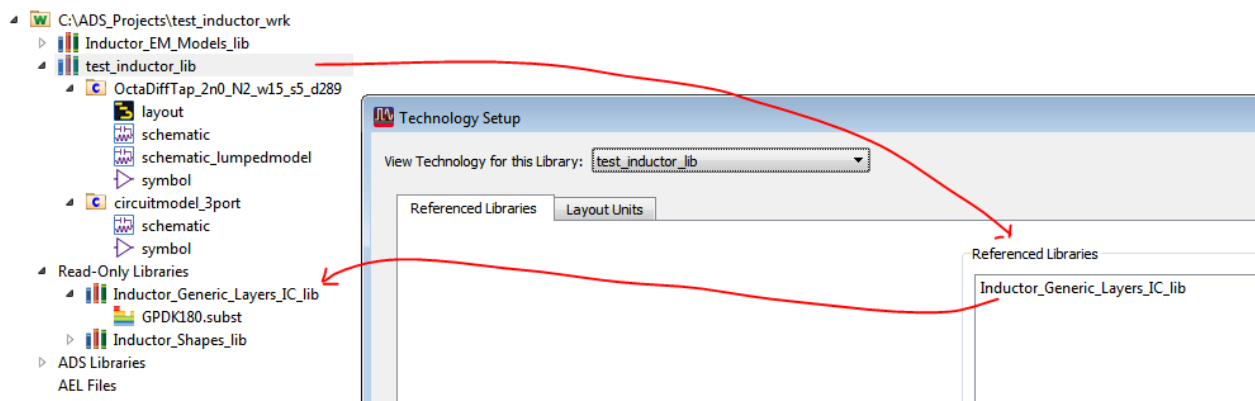 C:\ADS_Projects\test_inductor_wrk
Inductor_EM_Models_lib
test_inductor_lib
OctaDiffTap_2n0_N2_w15_s5_d289
layout
schematic
schematic_lumpedmodel
symbol
circuitmodel_3port
schematic
symbol
Read-Only Libraries
Inductor_Generic_Layers_IC_lib
GPDK180.subst
Inductor_Shapes_lib
ADS Libraries
AEL Files
Technology Setup
View Technology for this Library: test_inductor_lib
Referenced Libraries Layout Units
Referenced Libraries
Inductor_Generic_Layers_IC_lib